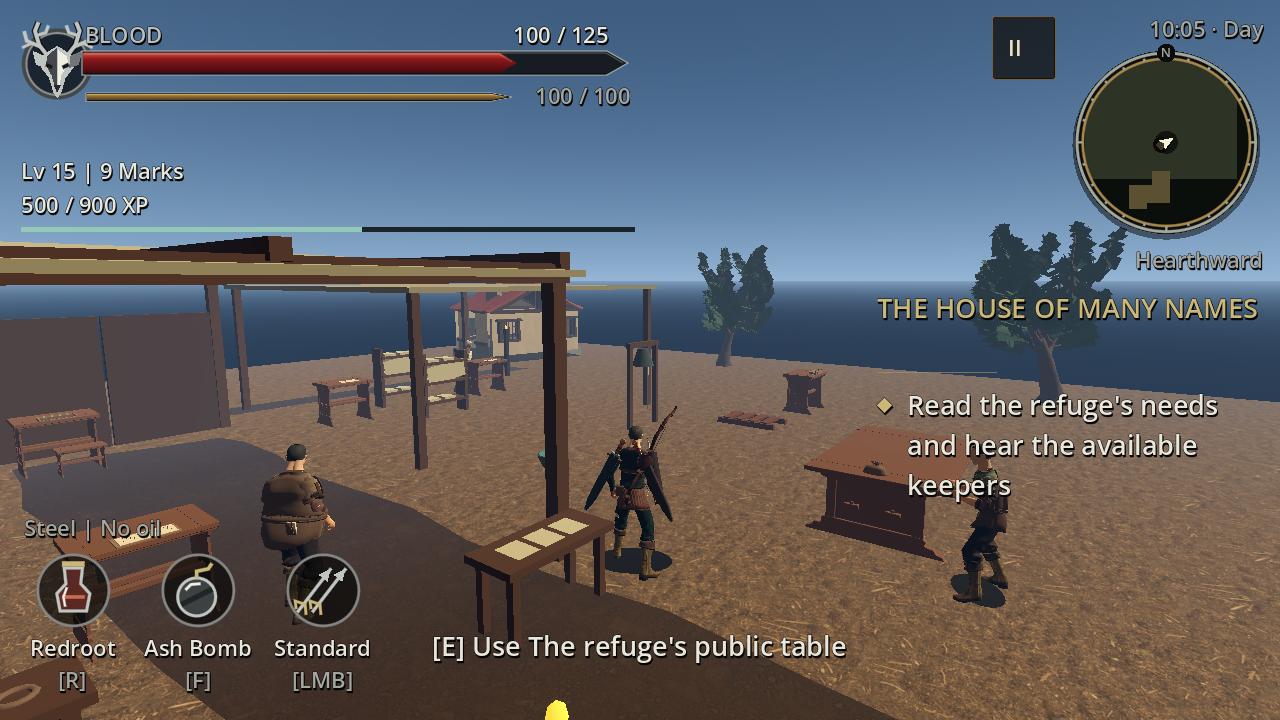 BLOOD
100 / 125
100 / 100
Lv 15 | 9 Marks
500 / 900 XP
10:05 · Day
N
Hearthward
THE HOUSE OF MANY NAMES
Read the refuge's needs
and hear the available
keepers
Steel | No oil
Redroot
[R]
Ash Bomb
[F]
Standard
[LMB]
[E] Use The refuge's public table